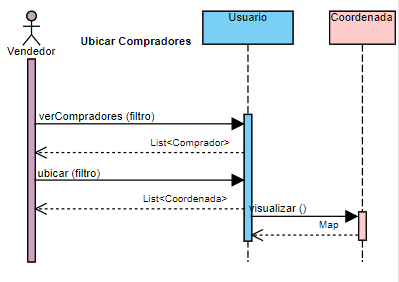 Usuario
Coordenada
Ubicar Compradores
Vendedor
verCompradores (filtro)
List<Comprador>
ubicar (filtro)
List<Coordenada>
visualizar ()
Map